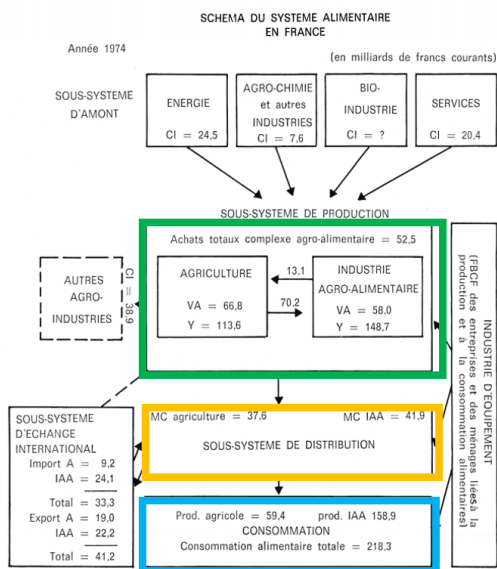 SCHEMA DU SYSTEME ALIMENTAIRE
EN FRANCE
Année 1974
(en milliards de francs courants)
SOUS-SYSTEME
D'AMONT
ENERGIE
CI = 24,5
AGRO-CHIMIE
et autres
INDUSTRIES
CI = 7,6
BIO-
INDUSTRIE
CI = ?
SERVICES
CI = 20,4
SOUS-SYSTEME DE PRODUCTION
Achats totaux complexe agro-alimentaire = 52,5
AUTRES
AGRO-
INDUSTRIES
CI = 38,9
AGRICULTURE
VA = 66,8
Y = 113,6
13,1
70,2
INDUSTRIE
AGRO-ALIMENTAIRE
VA = 58,0
Y = 148,7
INDUSTRIE D'EQUIPEMENT
(FBCF des entreprises et des ménages liées à la
production et à la consommation alimentaires)
SOUS-SYSTEME
D'ECHANGE
INTERNATIONAL
Import A = 9,2
IAA = 24,1
Total = 33,3
Export A = 19,0
IAA = 22,2
Total = 41,2
MC agriculture = 37,6 MC IAA = 41,9
SOUS-SYSTEME DE DISTRIBUTION
Prod. agricole = 59,4 prod. IAA 158,9
CONSOMMATION
Consommation alimentaire totale = 218,3